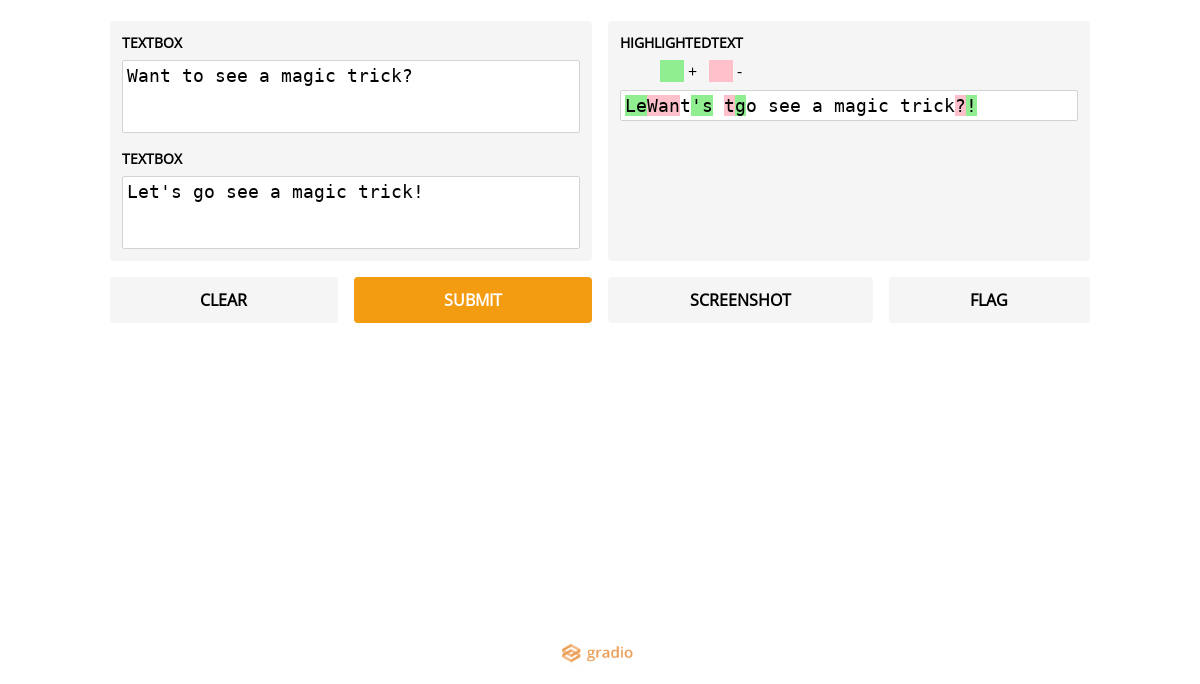 TEXTBOX
Want to see a magic trick?
TEXTBOX
Let's go see a magic trick!
CLEAR
SUBMIT
HIGHLIGHTEDTEXT
+ -
LeWant's tgo see a magic trick?!
SCREENSHOT
FLAG
gradio